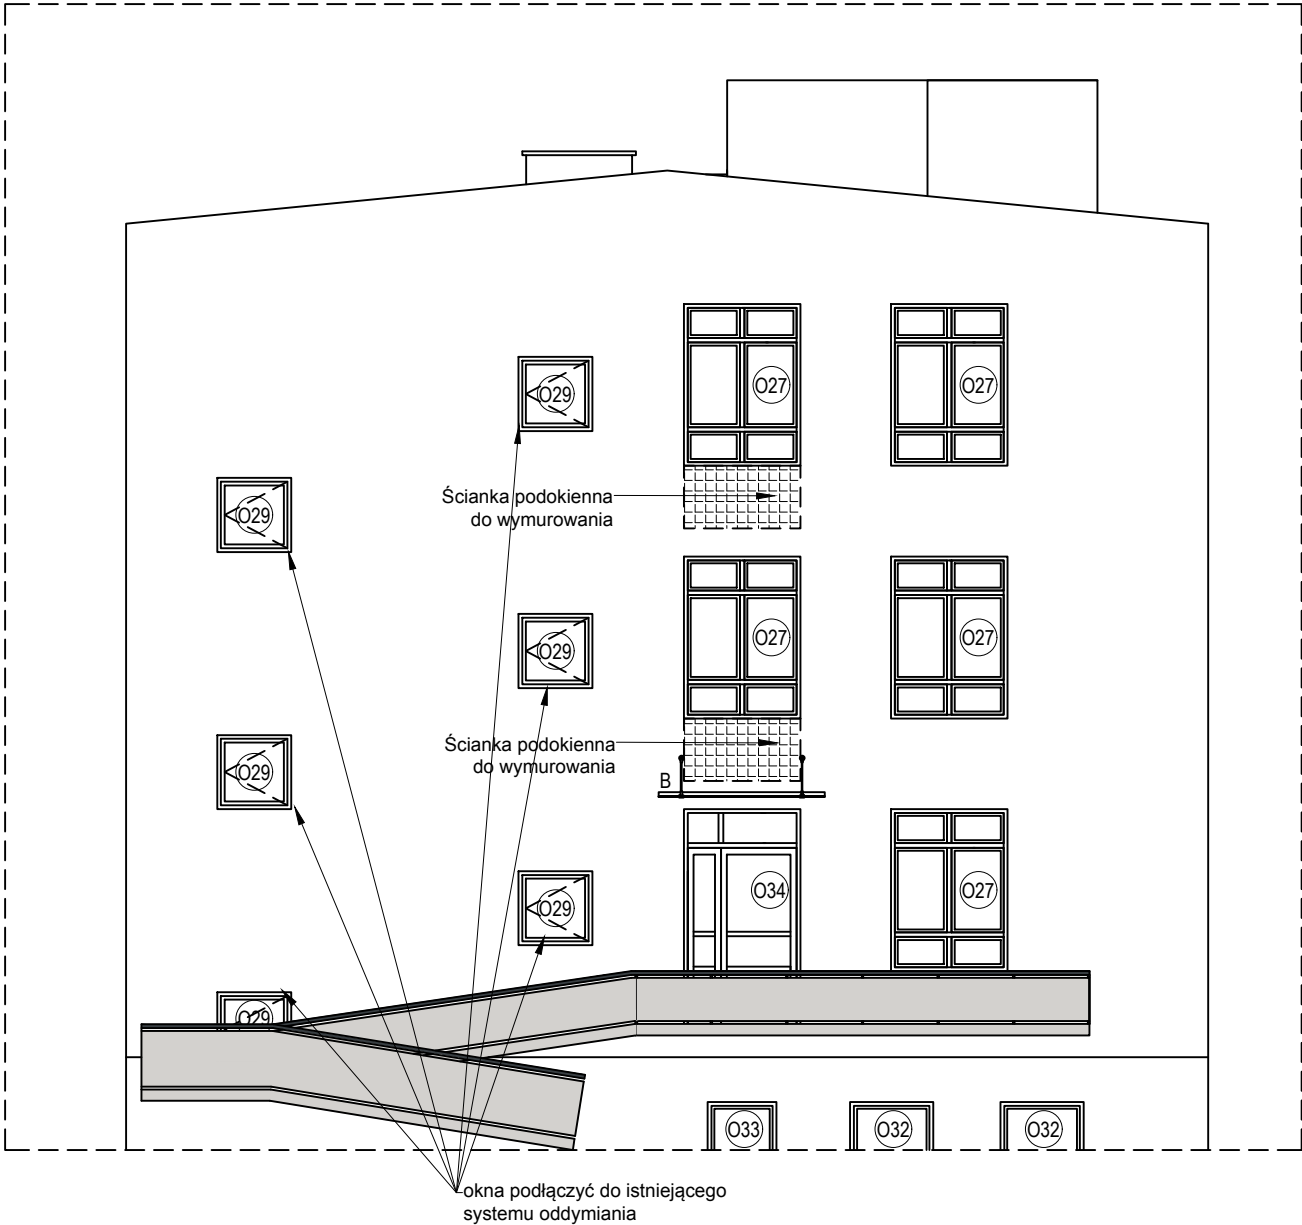 O27
O27
O29
Ścianka podokienna
do wymurowania
O29
O27
O27
O29
Ścianka podokienna
do wymurowania
O29
B
O34
O27
O29
O29
O33
O32
O32
okna podłączyć do istniejącego
systemu oddymiania